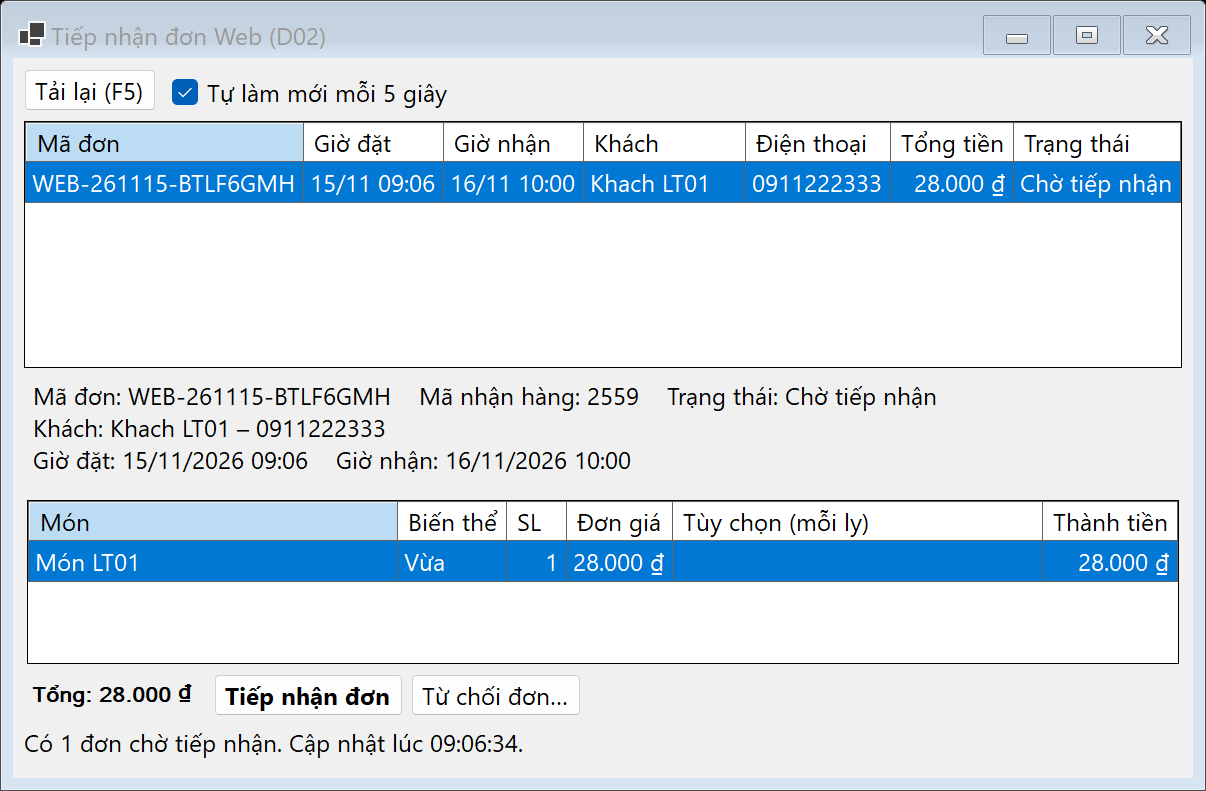 Tiếp nhận đơn Web (D02)
Tải lại (F5) Tự làm mới mỗi 5 giây
Mã đơn Giờ đặt Giờ nhận Khách Điện thoại Tổng tiền Trạng thái
WEB-261115-BTLF6GMH 15/11 09:06 16/11 10:00 Khach LT01 0911222333 28.000 ₫ Chờ tiếp nhận
Mã đơn: WEB-261115-BTLF6GMH Mã nhận hàng: 2559 Trạng thái: Chờ tiếp nhận
Khách: Khach LT01 – 0911222333
Giờ đặt: 15/11/2026 09:06 Giờ nhận: 16/11/2026 10:00
Món Biến thể SL Đơn giá Tùy chọn (mỗi ly) Thành tiền
Món LT01 Vừa 1 28.000 ₫ 28.000 ₫
Tổng: 28.000 ₫ Tiếp nhận đơn Từ chối đơn...
Có 1 đơn chờ tiếp nhận. Cập nhật lúc 09:06:34.